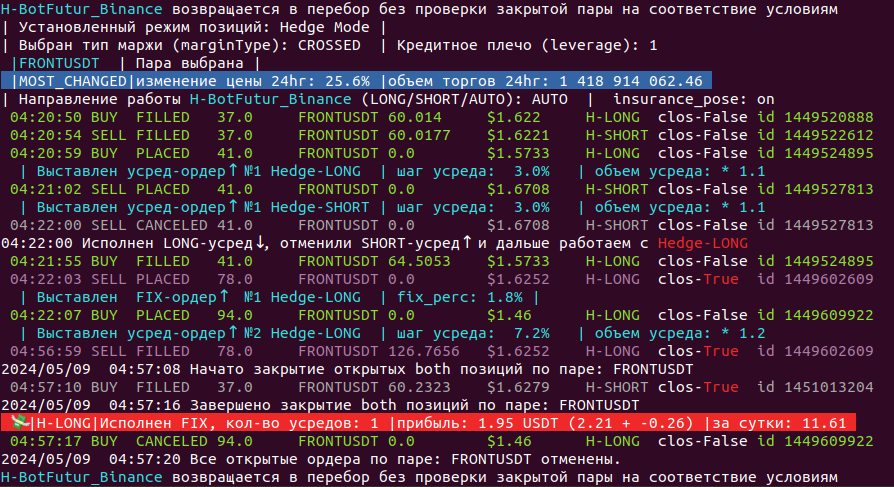 H-BotFutur_Binance возвращается в перебор без проверки закрытой пары на соответствие условиям
| Установленный режим позиций: Hedge Mode |
| Выбран тип маржи (marginType): CROSSED | Кредитное плечо (leverage): 1
|FRONTUSDT | Пара выбрана |
|MOST_CHANGED|изменение цены 24hr: 25.6% |объем торгов 24hr: 1 418 914 062.46
| Направление работы H-BotFutur_Binance (LONG/SHORT/AUTO): AUTO | insurance_pose: on
04:20:50 BUY FILLED 37.0 FRONTUSDT 60.014 $1.622 H-LONG clos-False id 1449520888
04:20:54 SELL FILLED 37.0 FRONTUSDT 60.0177 $1.6221 H-SHORT clos-False id 1449522612
04:20:59 BUY PLACED 41.0 FRONTUSDT 0.0 $1.5733 H-LONG clos-False id 1449524895
| Выставлен усред-ордер↑№1 Hedge-LONG | шаг усреда: 3.0% | объем усреда: * 1.1
04:21:02 SELL PLACED 41.0 FRONTUSDT 0.0 $1.6708 H-SHORT clos-False id 1449527813
| Выставлен усред-ордер↑№1 Hedge-SHORT | шаг усреда: 3.0% | объем усреда: * 1.1
04:22:00 SELL CANCELED 41.0 FRONTUSDT 0.0 $1.6708 H-SHORT clos-False id 1449527813
04:22:00 Исполнен LONG-усред↓, отменили SHORT-усред↑и дальше работаем с Hedge-LONG
04:21:55 BUY FILLED 41.0 FRONTUSDT 64.5053 $1.5733 H-LONG clos-False id 1449524895
04:22:03 SELL PLACED 78.0 FRONTUSDT 0.0 $1.6252 H-LONG clos-True id 1449602609
| Выставлен FIX-ордер↑ №1 Hedge-LONG | fix_perc: 1.8% |
04:22:07 BUY PLACED 94.0 FRONTUSDT 0.0 $1.46 H-LONG clos-False id 1449609922
| Выставлен усред-ордер↑№2 Hedge-LONG | шаг усреда: 7.2% | объем усреда: * 1.2
04:56:59 SELL FILLED 78.0 FRONTUSDT 126.7656 $1.6252 H-LONG clos-True id 1449602609
2024/05/09 04:57:08 Начато закрытие открытых both позиций по паре: FRONTUSDT
04:57:10 BUY FILLED 37.0 FRONTUSDT 60.2323 $1.6279 H-SHORT clos-True id 1451013204
2024/05/09 04:57:16 Завершено закрытие both позиций по паре: FRONTUSDT
💸|H-LONG|Исполнен FIX, кол-во усредов: 1 |прибыль: 1.95 USDT (2.21 + -0.26) |за сутки: 11.61
04:57:17 BUY CANCELED 94.0 FRONTUSDT 0.0 $1.46 H-LONG clos-False id 1449609922
2024/05/09 04:57:20 Все открытые ордера по паре: FRONTUSDT отменены.
H-BotFutur_Binance возвращается в перебор без проверки закрытой пары на соответствие условиям